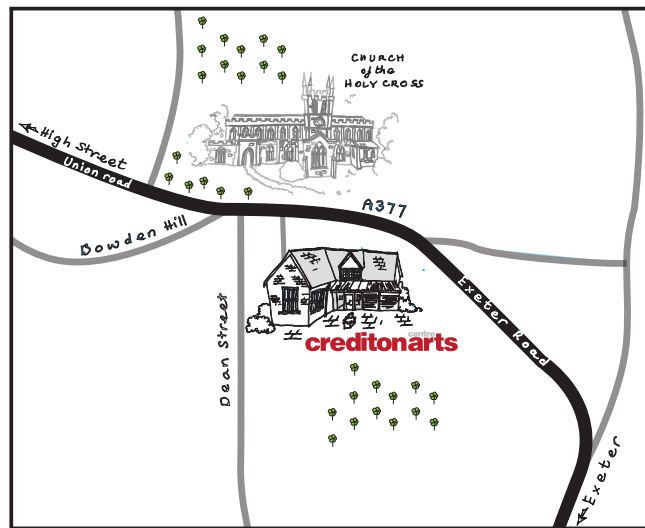 CHURCH
of the
HOLY CROSS
High Street
Union road
A377
Bowden Hill
Dean Street
Exeter Road
centre
creditonarts
Exeter